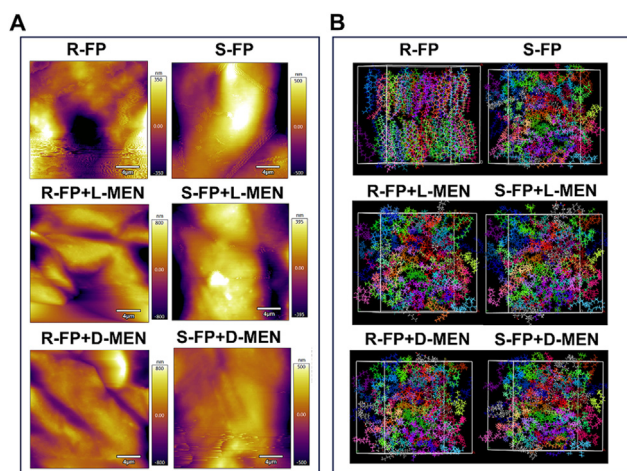 A
B
R-FP
S-FP
R-FP
S-FP
nm
350
0.00
-350
4μm
nm
500
0.00
-500
4μm
R-FP+L-MEN
S-FP+L-MEN
R-FP+L-MEN
S-FP+L-MEN
nm
800
0.00
-800
4μm
nm
395
0.00
-395
4μm
R-FP+D-MEN
S-FP+D-MEN
R-FP+D-MEN
S-FP+D-MEN
nm
800
0.00
-800
4μm
nm
500
0.00
-500
4μm